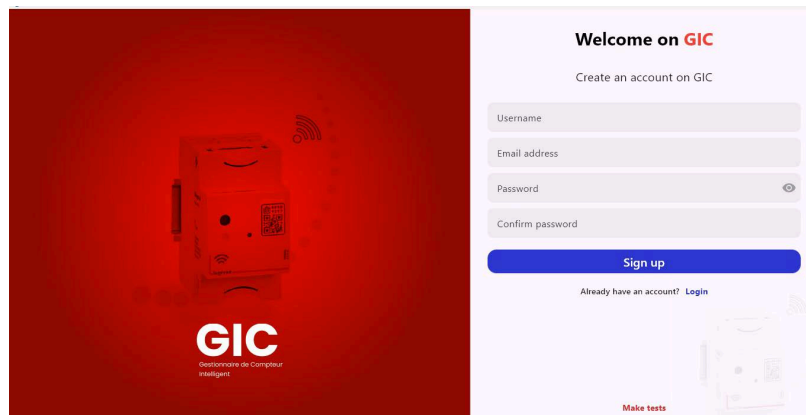 GIC
Gestionnaire de Compteur
Intelligent
Welcome on GIC
Create an account on GIC
Username
Email address
Password
Confirm password
Sign up
Already have an account? Login
Make tests